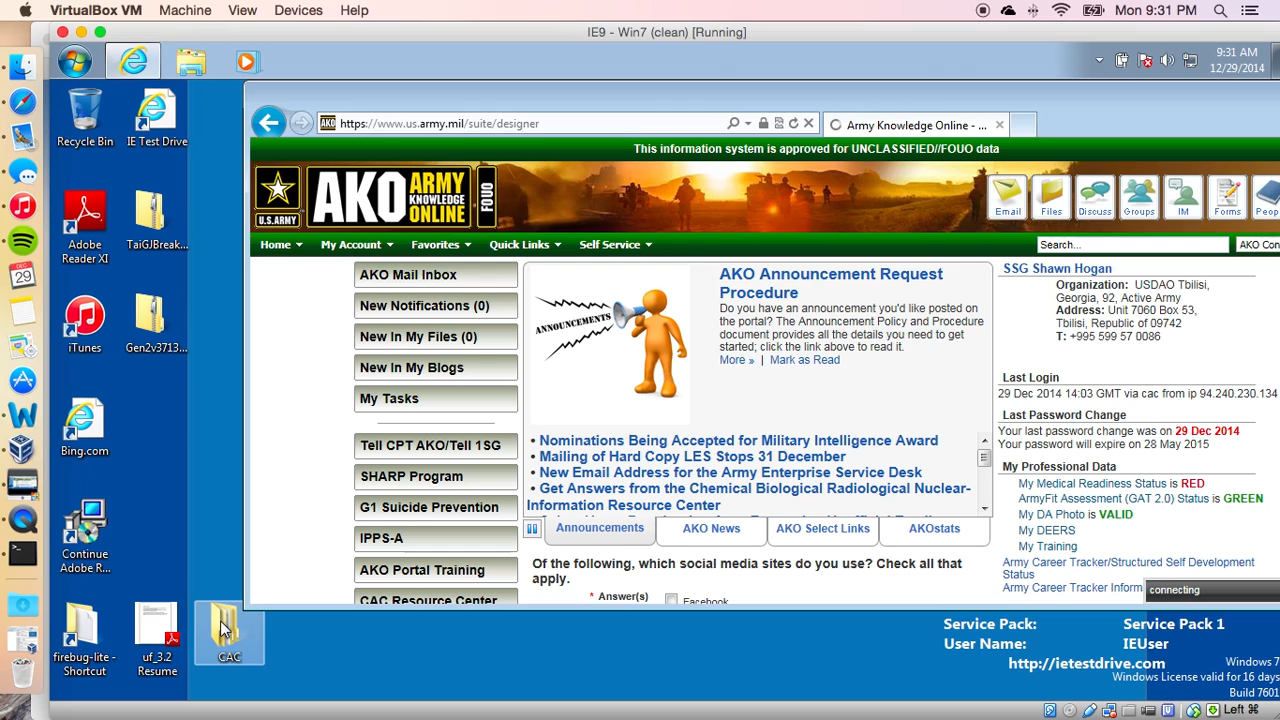 VirtualBox VM Machine View Devices Help Mon 9:31 PM
IE9 - Win7 (clean) [Running]
9:31 AM
12/29/2014
Recycle Bin
IE Test Drive
Adobe
Reader XI
TaiGJBreak...
iTunes
Gen2v3713...
Bing.com
Continue
Adobe R...
firebug-lite -
Shortcut
uf_3.2
Resume
CAC
https://www.us.army.mil/suite/designer
Army Knowledge Online - ...
This information system is approved for UNCLASSIFIED//FOUO data
U.S.ARMY
AKO ARMY
KNOWLEDGE
ONLINE
FOUO
Email Files Discuss Groups IM Forms Peop
Home My Account Favorites Quick Links Self Service Search... AKO Con
AKO Mail Inbox
New Notifications (0)
New In My Files (0)
New In My Blogs
My Tasks
Tell CPT AKO/Tell 1SG
SHARP Program
G1 Suicide Prevention
IPPS-A
AKO Portal Training
CAC Resource Center
ANNOUNCEMENTS
AKO Announcement Request
Procedure
Do you have an announcement you'd like posted on
the portal? The Announcement Policy and Procedure
document provides all the details you need to get
started; click the link above to read it.
More » | Mark as Read
• Nominations Being Accepted for Military Intelligence Award
• Mailing of Hard Copy LES Stops 31 December
• New Email Address for the Army Enterprise Service Desk
• Get Answers from the Chemical Biological Radiological Nuclear-
Information Resource Center
Announcements AKO News AKO Select Links AKOstats
Of the following, which social media sites do you use? Check all that
apply.
* Answer(s) Facebook
SSG Shawn Hogan
Organization: USDAO Tbilisi,
Georgia, 92, Active Army
Address: Unit 7060 Box 53,
Tbilisi, Republic of 09742
T: +995 599 57 0086
Last Login
29 Dec 2014 14:03 GMT via cac from ip 94.240.230.134
Last Password Change
Your last password change was on 29 Dec 2014
Your password will expire on 28 May 2015
My Professional Data
My Medical Readiness Status is RED
ArmyFit Assessment (GAT 2.0) Status is GREEN
My DA Photo is VALID
My DEERS
My Training
Army Career Tracker/Structured Self Development
Status
Army Career Tracker Inform
connecting
Service Pack: Service Pack 1
User Name: IEUser
http://ietestdrive.com
Windows 7
Windows License valid for 16 days
Build 7601
Left ⌘